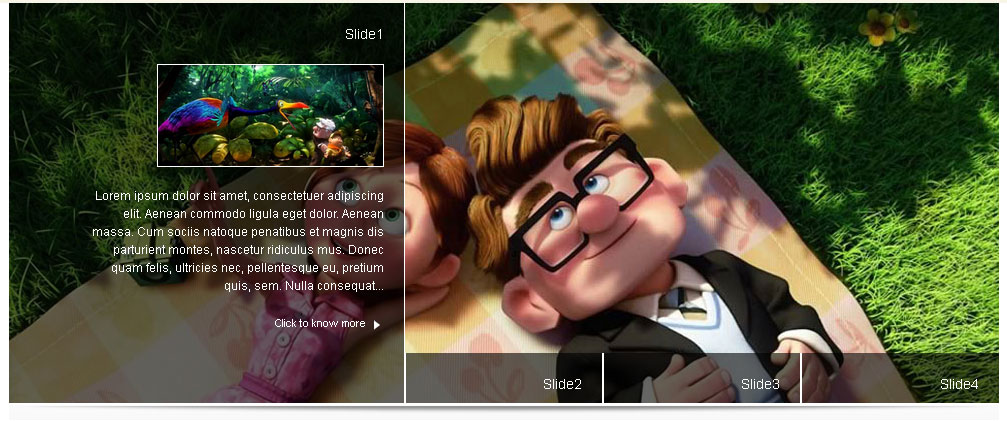 Slide1
Lorem ipsum dolor sit amet, consectetuer adipiscing
elit. Aenean commodo ligula eget dolor. Aenean
massa. Cum sociis natoque penatibus et magnis dis
parturient montes, nascetur ridiculus mus. Donec
quam felis, ultricies nec, pellentesque eu, pretium
quis, sem. Nulla consequat...
Click to know more
Slide2
Slide3
Slide4